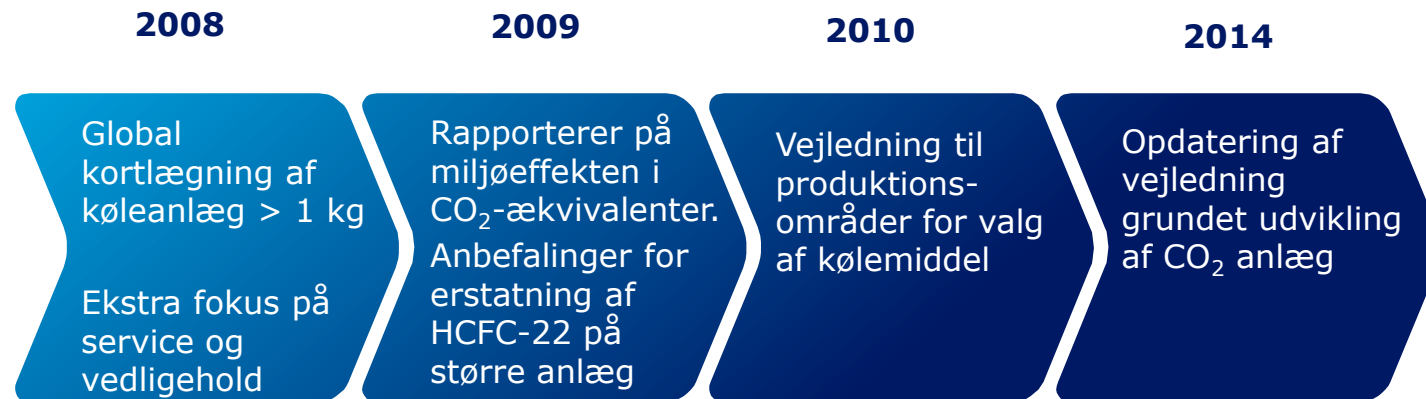 2008
Global
kortlægning af
køleanlæg > 1 kg
Ekstra fokus på
service og
vedligehold
2009
Rapporterer på
miljøeffekten i
CO₂-ækvivalenter.
Anbefalinger for
erstatning af
HCFC-22 på
større anlæg
2010
Vejledning til
produktions-
områder for valg
af kølemiddel
2014
Opdatering af
vejledning
grundet udvikling
af CO₂ anlæg